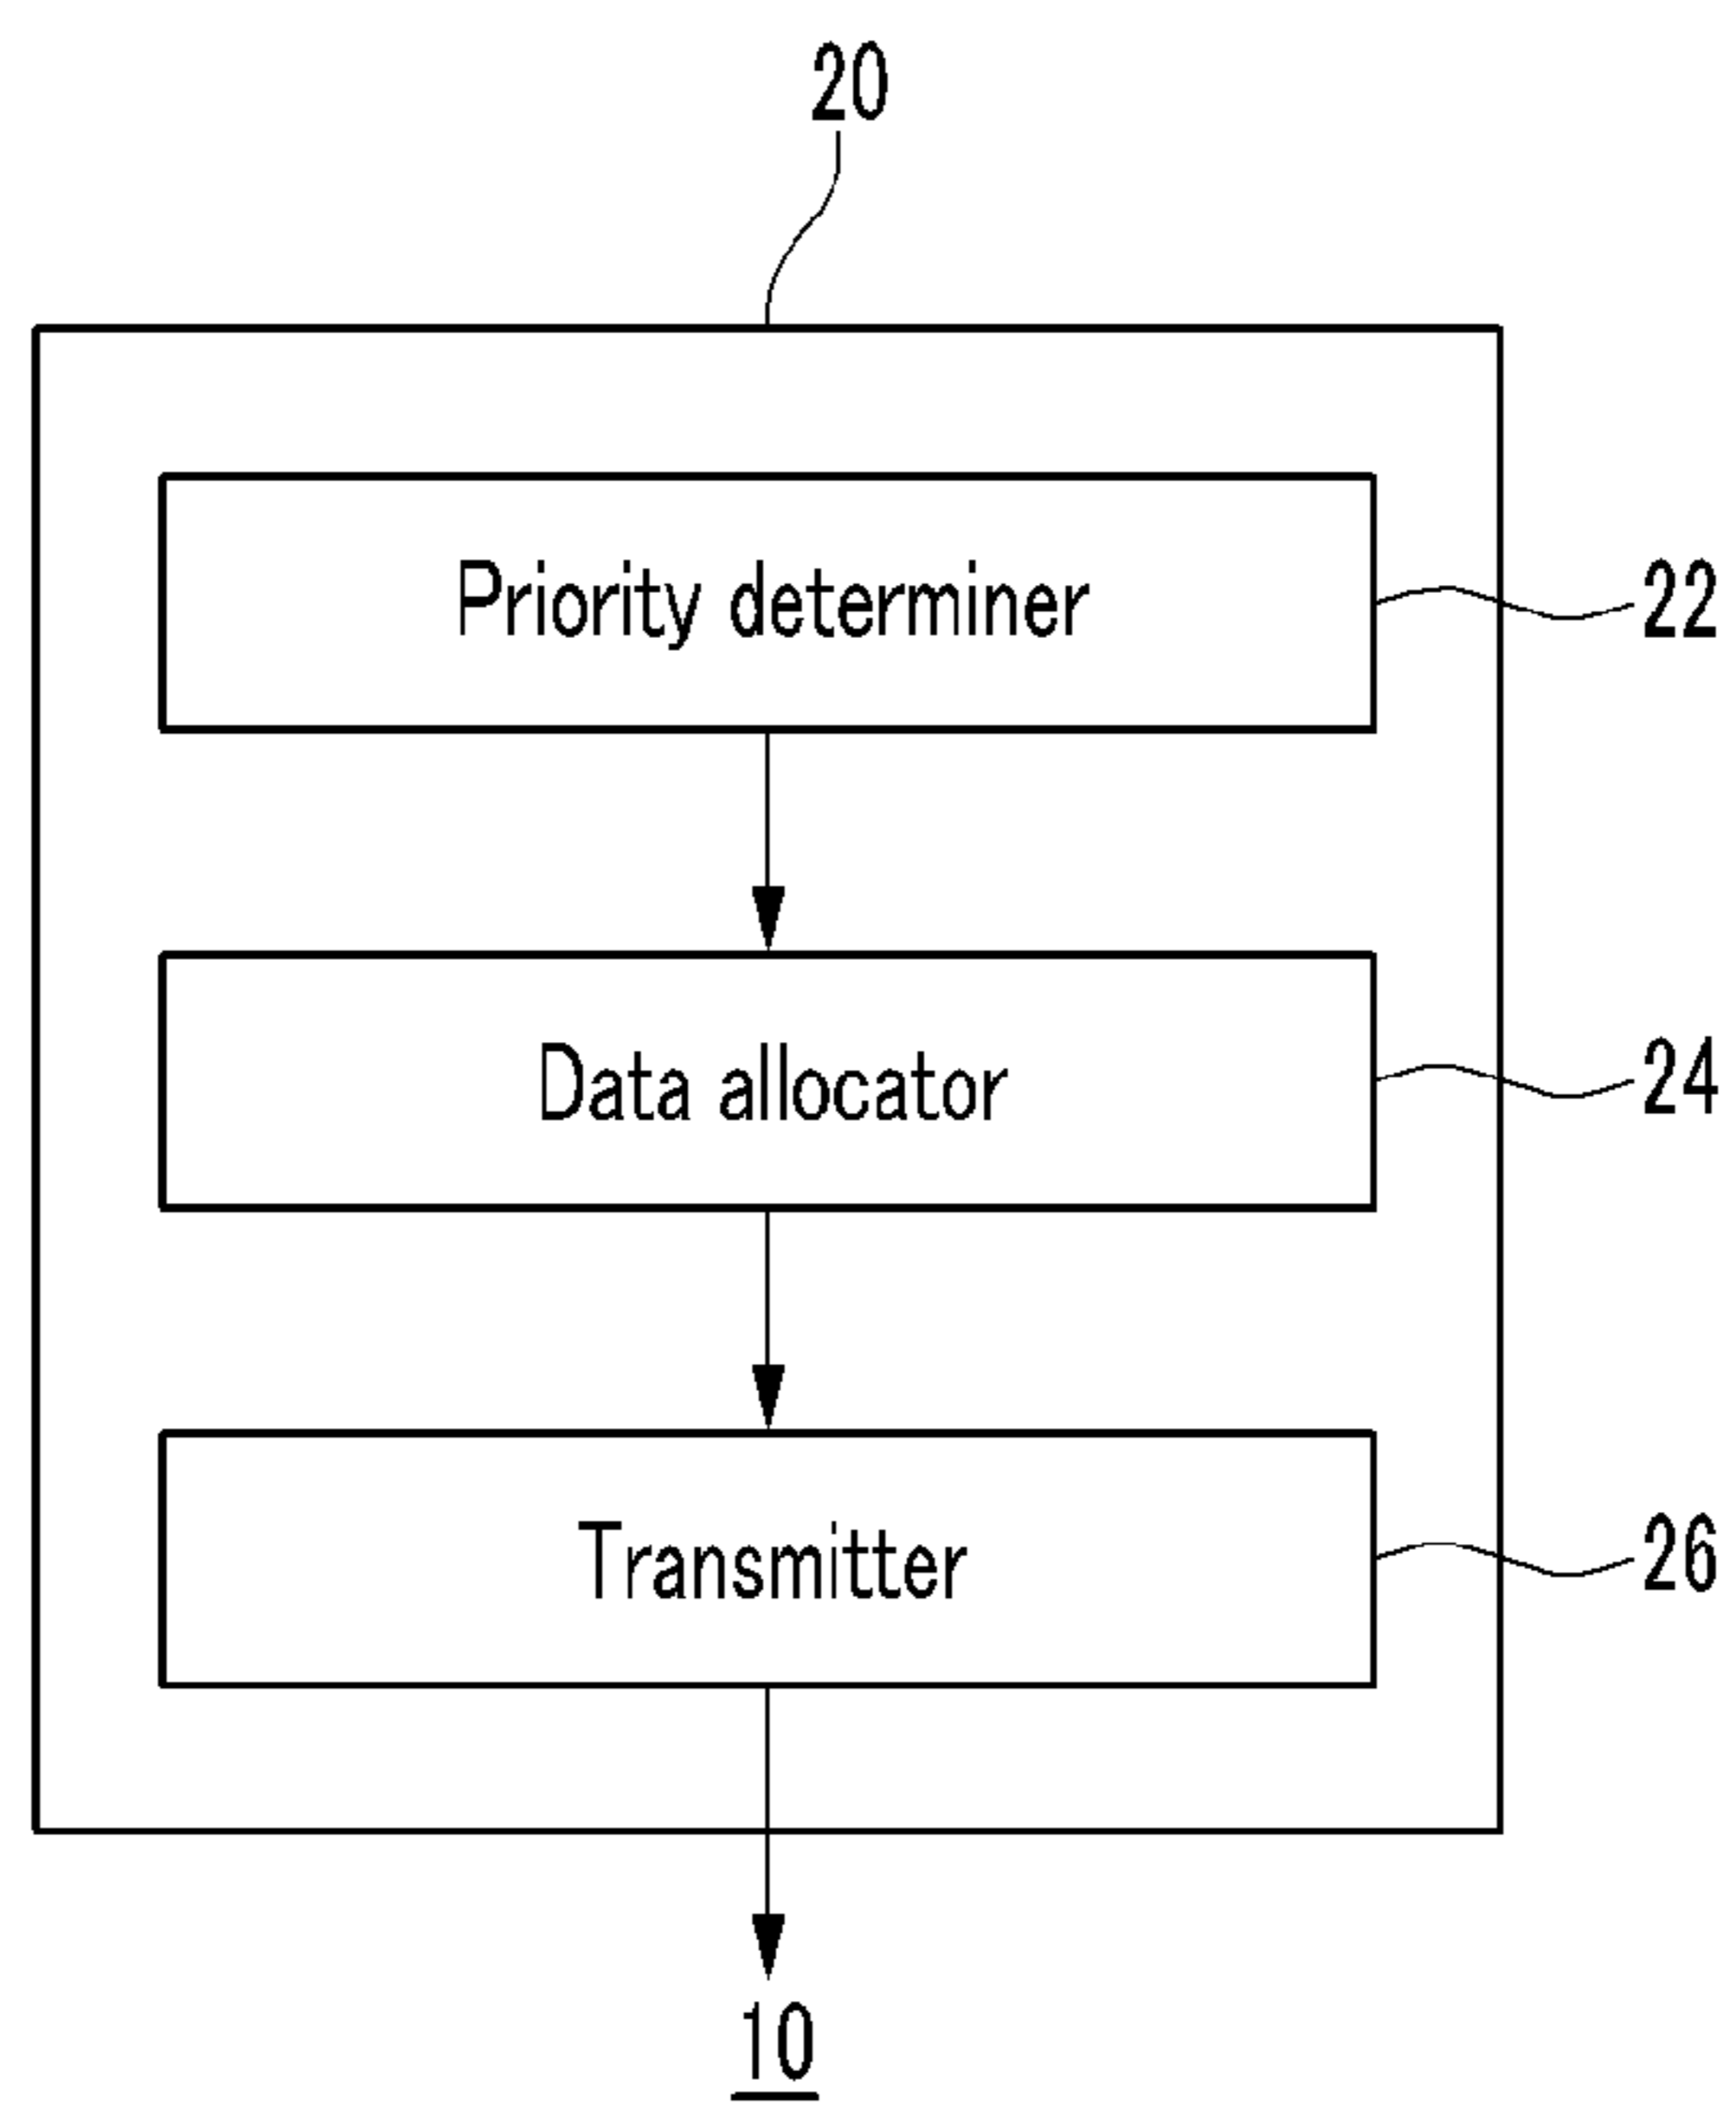 20
Priority determiner
22
Data allocator
24
Transmitter
26
10